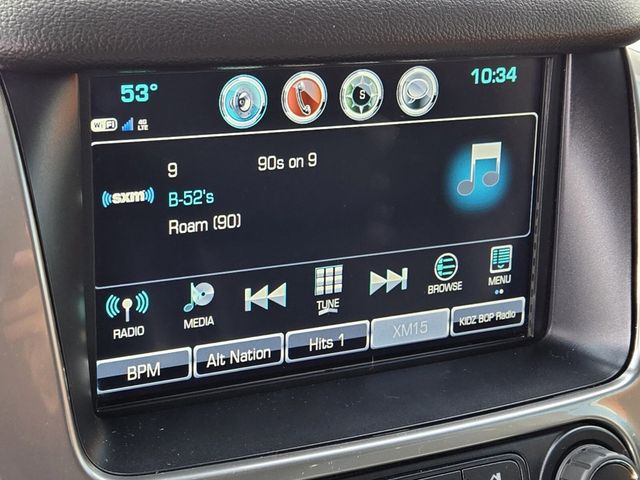 53°
10:34
WiFi 4G LTE
S
9 90s on 9
sxm
B-52's
Roam (90)
RADIO
MEDIA
TUNE
BROWSE
MENU
BPM
Alt Nation
Hits 1
XM15
KIDZ BOP Radio